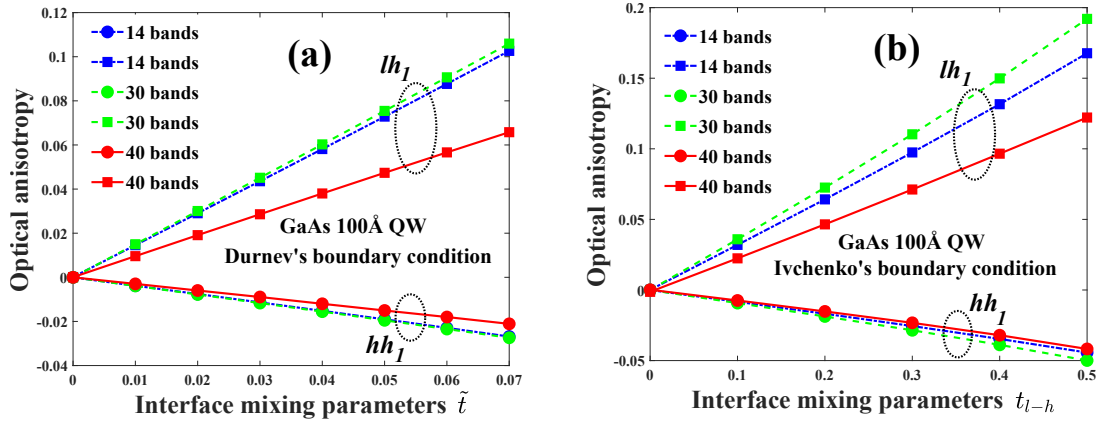 (a)
0.12
0.1
0.08
0.06
0.04
0.02
0
-0.02
-0.04
Optical anisotropy
14 bands
14 bands
30 bands
30 bands
40 bands
40 bands
lh₁
GaAs 100Å QW
Durnev's boundary condition
hh₁
0 0.01 0.02 0.03 0.04 0.05 0.06 0.07
Interface mixing parameters t̃
(b)
0.2
0.15
0.1
0.05
0
-0.05
Optical anisotropy
14 bands
14 bands
30 bands
30 bands
40 bands
40 bands
lh₁
GaAs 100Å QW
Ivchenko's boundary condition
hh₁
0 0.1 0.2 0.3 0.4 0.5
Interface mixing parameters t_{l−h}